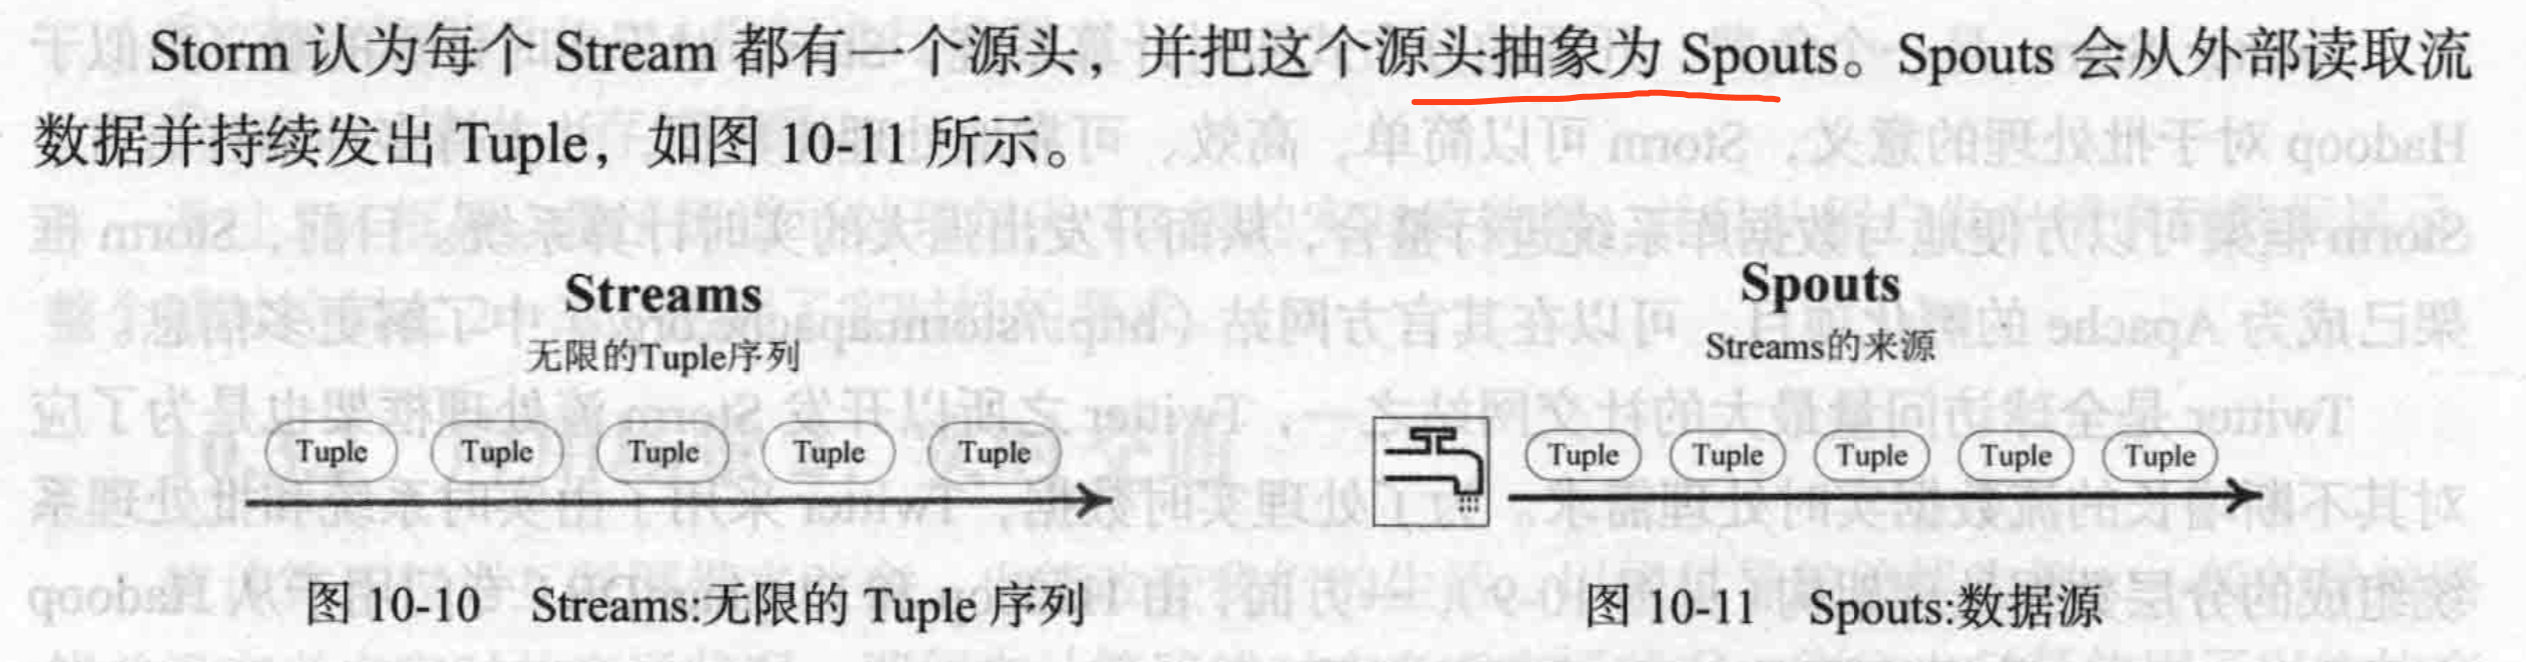 Storm 认为每个 Stream 都有一个源头，并把这个源头抽象为 Spouts。Spouts 会从外部读取流
数据并持续发出 Tuple，如图 10-11 所示。
Streams
无限的Tuple序列
Tuple Tuple Tuple Tuple Tuple
图 10-10 Streams:无限的 Tuple 序列
Spouts
Streams的来源
Tuple Tuple Tuple Tuple Tuple
图 10-11 Spouts:数据源